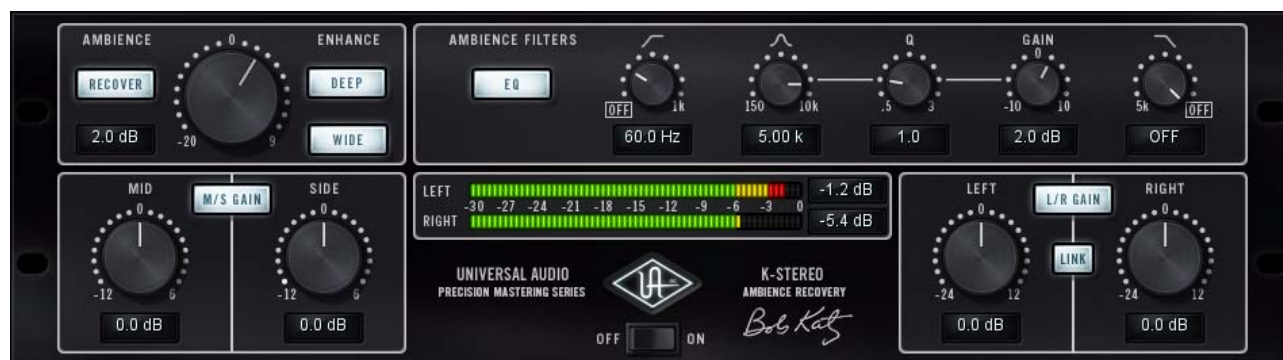 AMBIENCE 0 ENHANCE
RECOVER DEEP
WIDE
2.0 dB -20 9
AMBIENCE FILTERS Q GAIN
EQ 0
OFF 1k 150 10k .5 3 -10 10 5k OFF
60.0 Hz 5.00 k 1.0 2.0 dB OFF
MID M/S GAIN SIDE
0 0
-12 6 -12 6
0.0 dB 0.0 dB
LEFT -1.2 dB
-30 -27 -24 -21 -18 -15 -12 -9 -6 -3 0
RIGHT -5.4 dB
UNIVERSAL AUDIO
PRECISION MASTERING SERIES
UA
K-STEREO
AMBIENCE RECOVERY
Bob Katz
OFF ON
LEFT L/R GAIN RIGHT
0 0
LINK
-24 12 -24 12
0.0 dB 0.0 dB